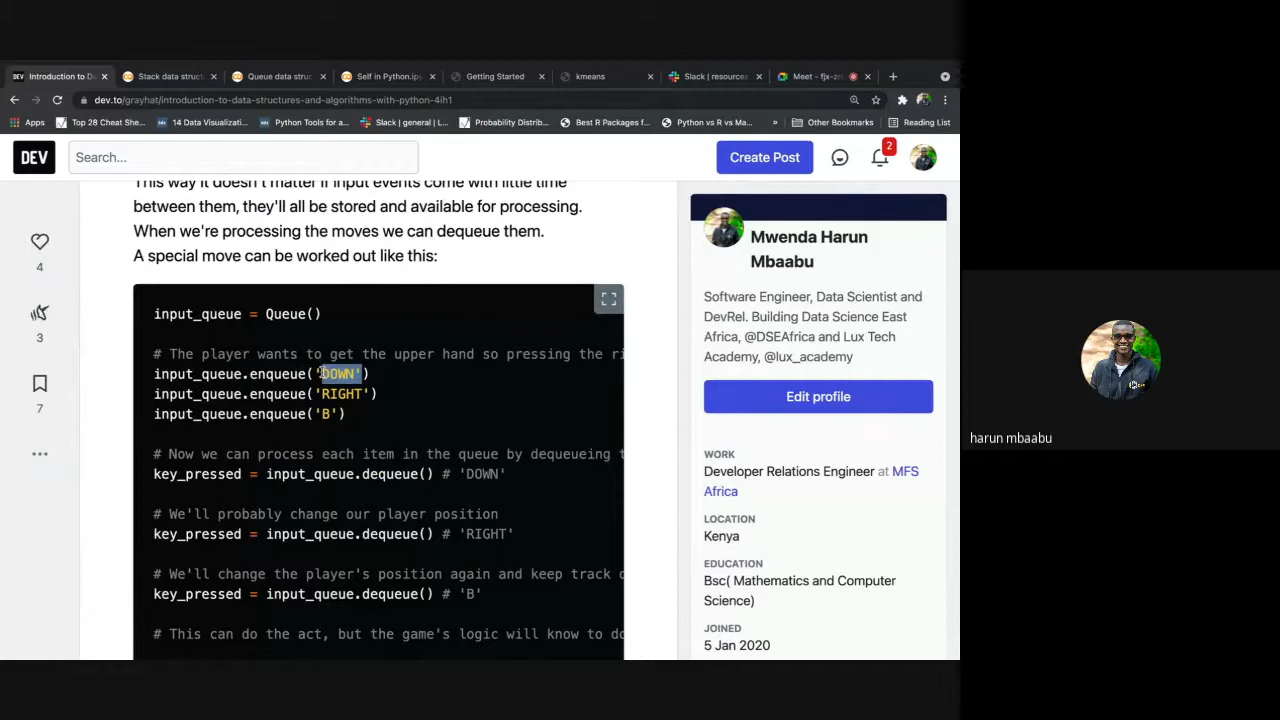 Introduction to Da
Stack data struct
Queue data struc
Self in Python.ipy
Getting Started
kmeans
Slack | resources
Meet – fjx-zn
dev.to/grayhat/introduction-to-data-structures-and-algorithms-with-python-4ih1
Apps
Top 28 Cheat She...
14 Data Visualizati...
Python Tools for a...
Slack | general | L...
Probability Distrib...
Best R Packages f...
Python vs R vs Ma...
»
Other Bookmarks
Reading List
DEV
Search...
Create Post
2
This way it doesn't matter if input events come with little time
between them, they'll all be stored and available for processing.
When we're processing the moves we can dequeue them.
A special move can be worked out like this:
4
3
7
input_queue = Queue()
# The player wants to get the upper hand so pressing the ri
input_queue.enqueue('DOWN')
input_queue.enqueue('RIGHT')
input_queue.enqueue('B')
# Now we can process each item in the queue by dequeueing t
key_pressed = input_queue.dequeue() # 'DOWN'
# We'll probably change our player position
key_pressed = input_queue.dequeue() # 'RIGHT'
# We'll change the player's position again and keep track o
key_pressed = input_queue.dequeue() # 'B'
# This can do the act, but the game's logic will know to do
Mwenda Harun
Mbaabu
Software Engineer, Data Scientist and
DevRel. Building Data Science East
Africa, @DSEAfrica and Lux Tech
Academy, @lux_academy
Edit profile
WORK
Developer Relations Engineer at MFS
Africa
LOCATION
Kenya
EDUCATION
Bsc( Mathematics and Computer
Science)
JOINED
5 Jan 2020
harun mbaabu